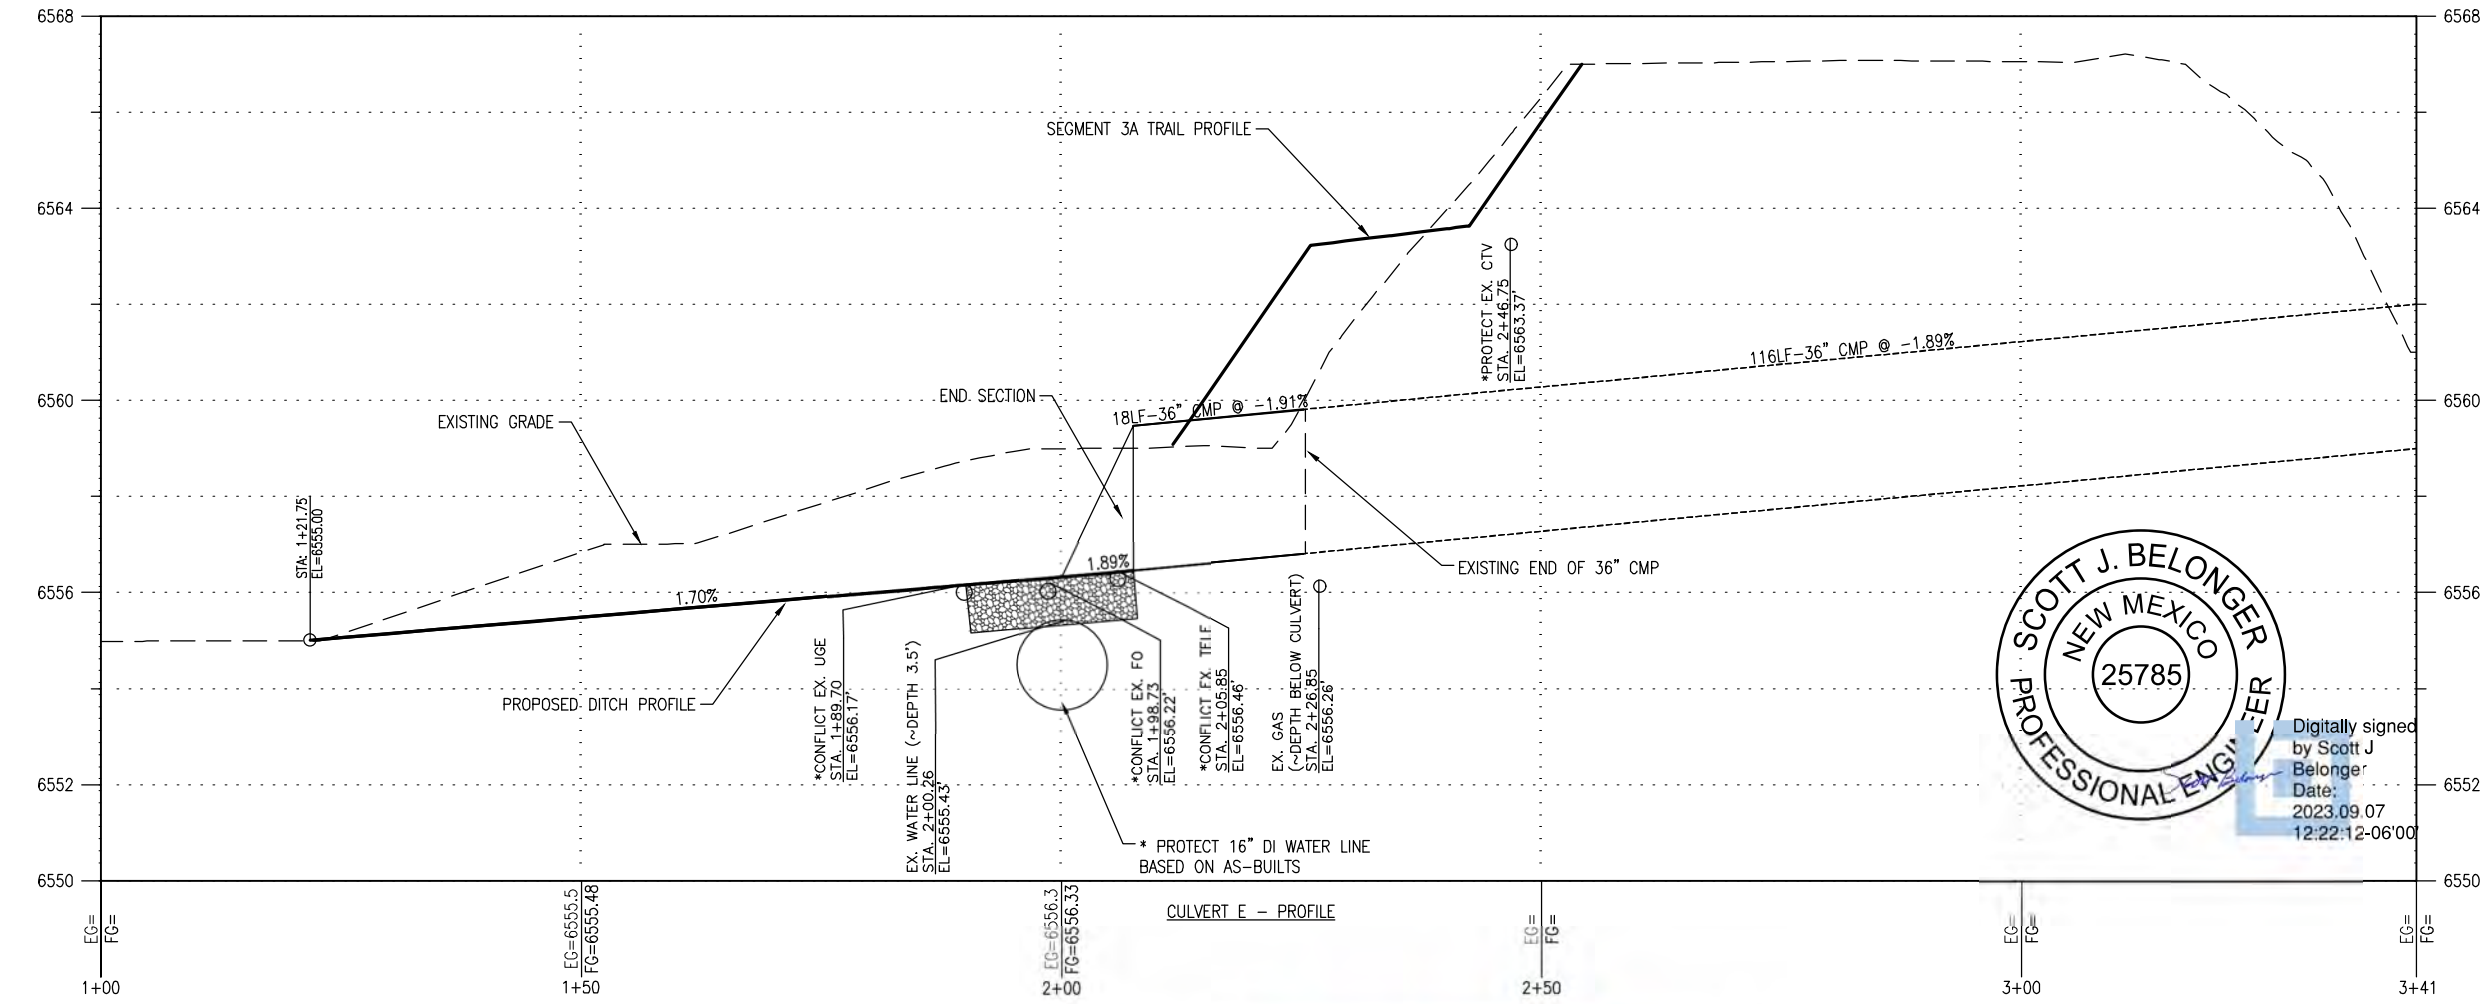 6568
6568
SEGMENT 3A TRAIL PROFILE
6564
6564
*PROTECT EX. CTV
STA. 2+46.75
EL=6563.37'
116LF-36" CMP @ -1.89%
END SECTION
18LF-36" CMP @ -1.91%
6560
6560
EXISTING GRADE
STA: 1+21.75
EL=6555.00
1.89%
EXISTING END OF 36" CMP
6556
6556
1.70%
PROPOSED DITCH PROFILE
*CONFLICT EX. UGE
STA. 1+89.70
EL=6556.17'
EX. WATER LINE (~DEPTH 3.5')
STA. 2+00.26
EL=6555.43'
*CONFLICT EX. FO
STA. 1+98.73
EL=6556.22'
*CONFLICT EX. TELE
STA. 2+05.85
EL=6556.46'
EX. GAS
(~DEPTH BELOW CULVERT)
STA. 2+26.85
EL=6556.26'
SCOTT J. BELONGER
NEW MEXICO
25785
PROFESSIONAL ENGINEER
Digitally signed
by Scott J
Belonger
Date:
2023.09.07
12:22:12-06'00'
6552
6552
* PROTECT 16" DI WATER LINE
BASED ON AS-BUILTS
6550
6550
CULVERT E - PROFILE
EG=
FG=
EG=6555.5
FG=6555.48
EG=6556.3
FG=6556.33
EG=
FG=
EG=
FG=
EG=
FG=
1+00
1+50
2+00
2+50
3+00
3+41